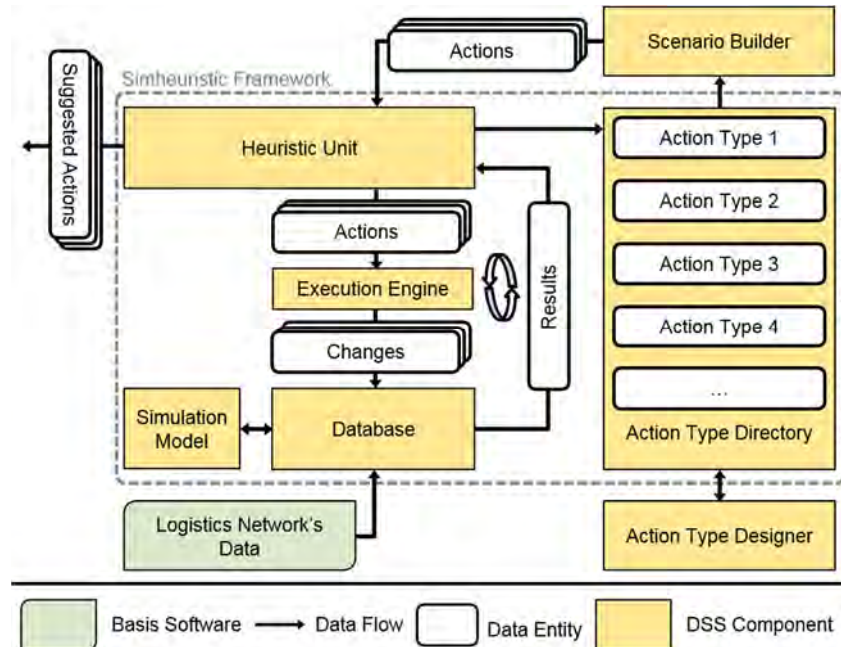 Actions
Scenario Builder
Simheuristic Framework
Suggested Actions
Heuristic Unit
Action Type 1
Action Type 2
Actions
Action Type 3
Execution Engine
Results
Action Type 4
Changes
...
Simulation
Model
Database
Action Type Directory
Logistics Network's
Data
Action Type Designer
Basis Software
Data Flow
Data Entity
DSS Component